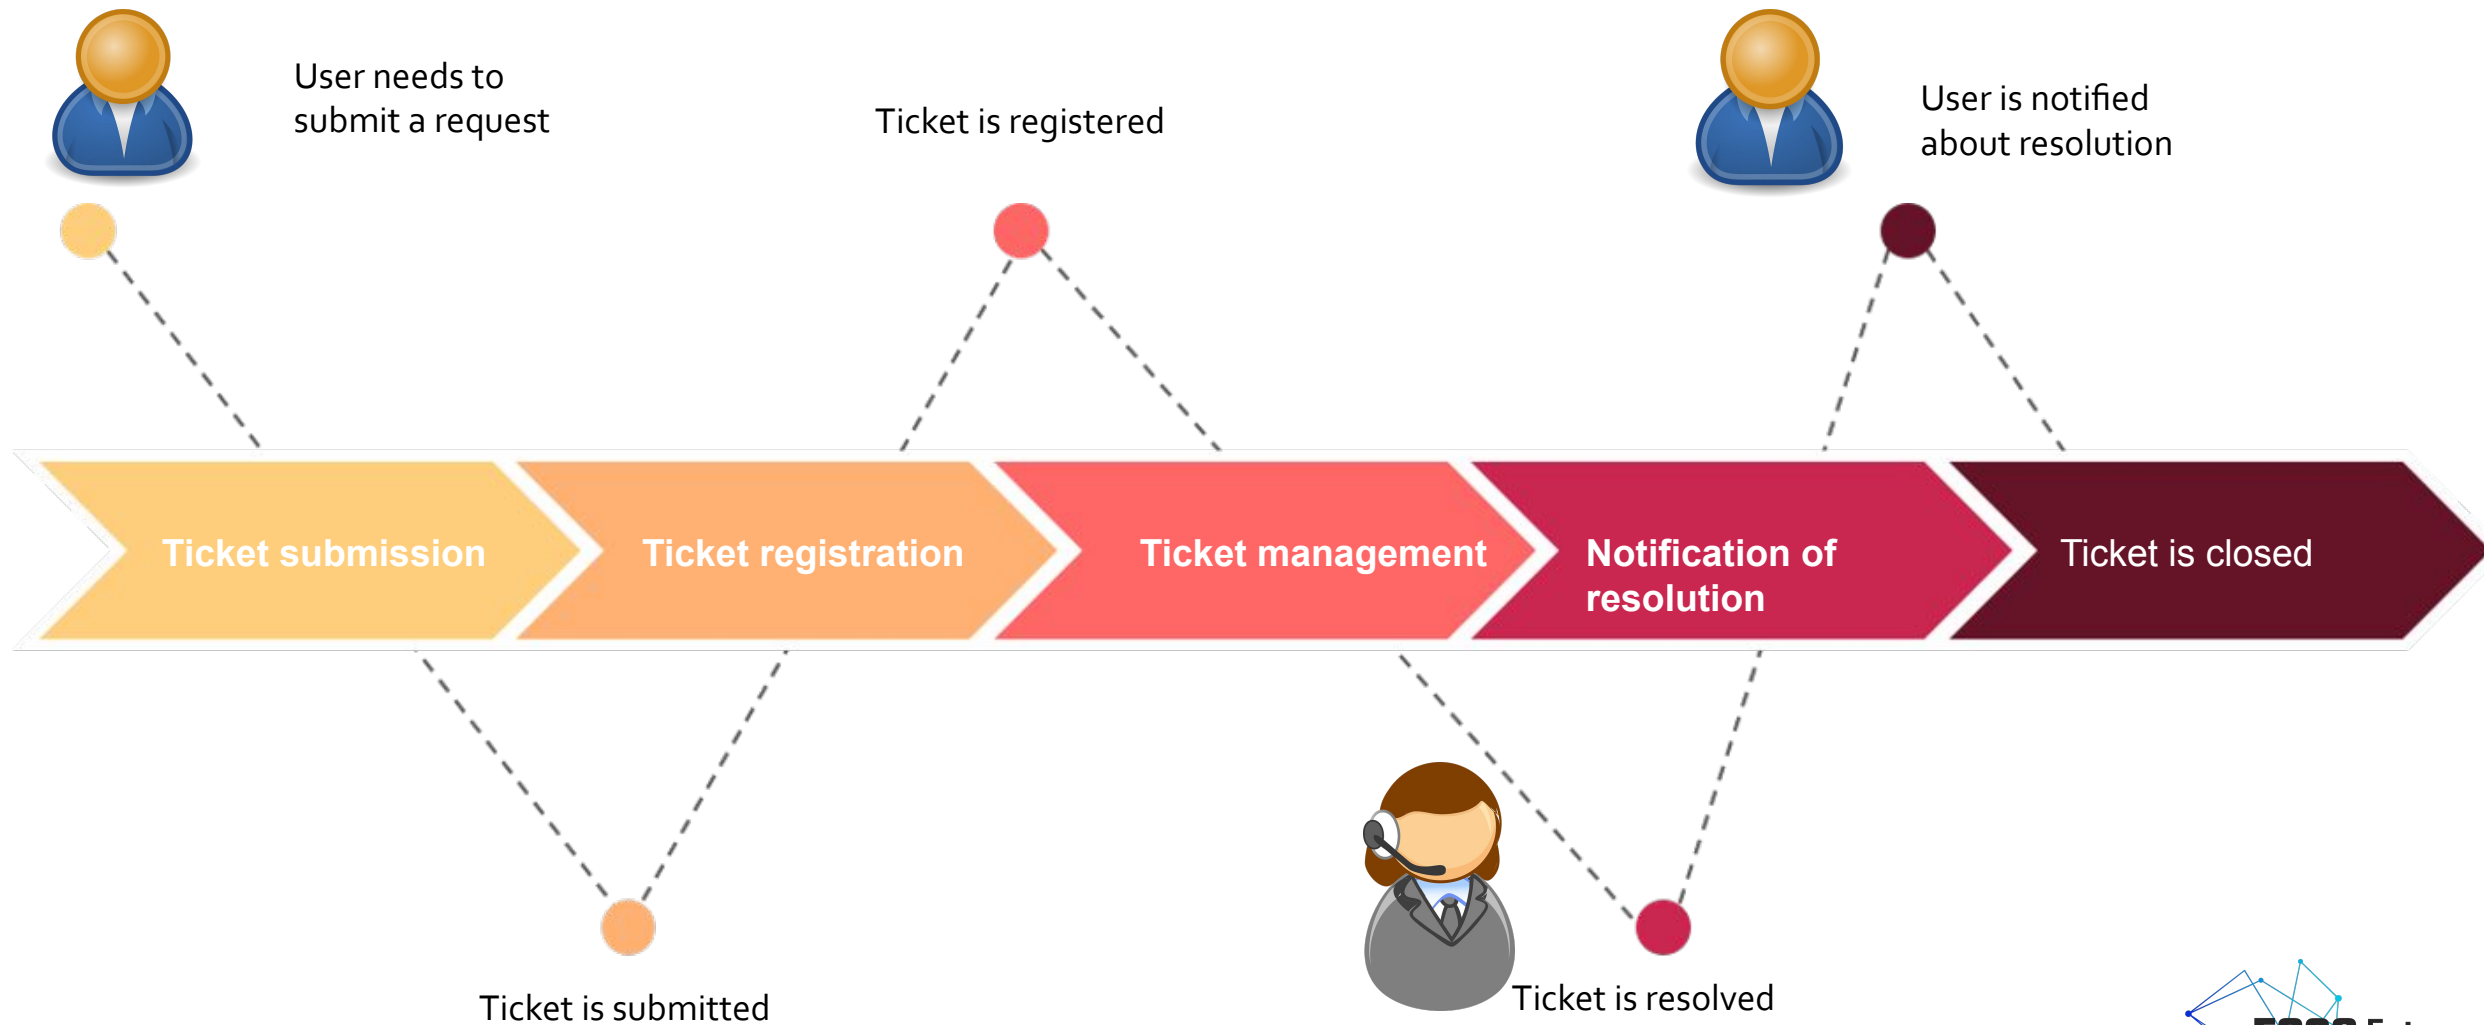 User needs to
submit a request
Ticket is registered
User is notified
about resolution
Ticket submission
Ticket registration
Ticket management
Notification of
resolution
Ticket is closed
Ticket is submitted
Ticket is resolved